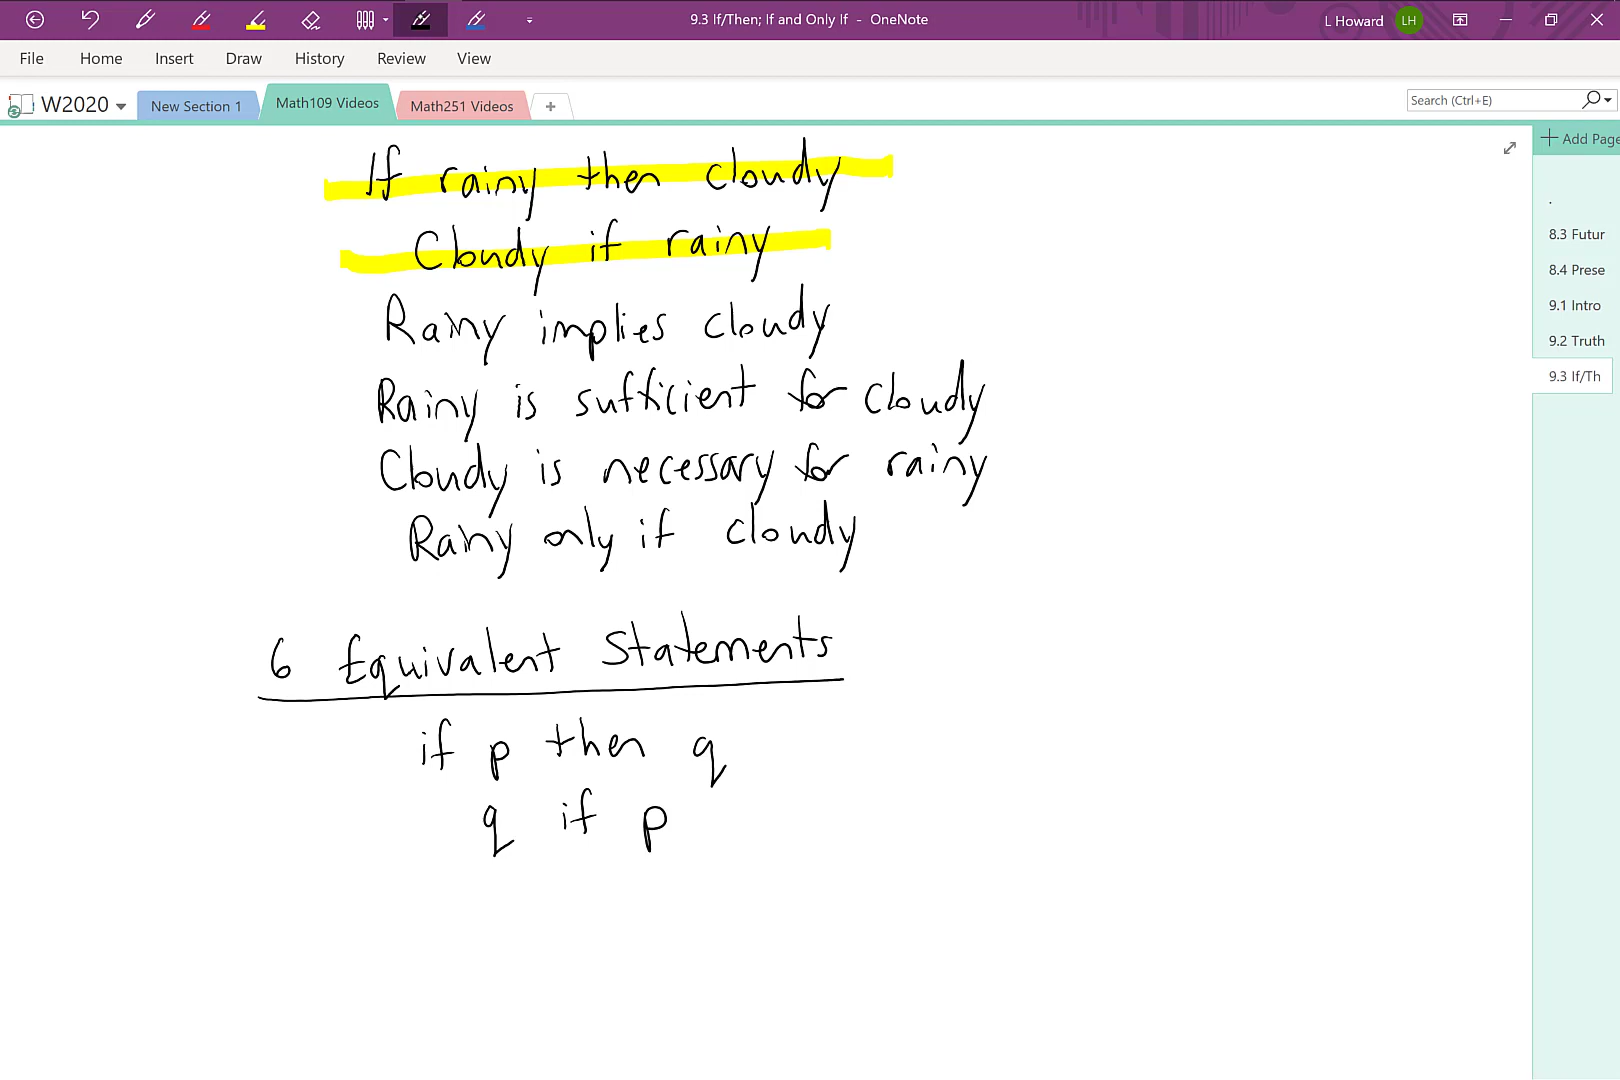 9.3 If/Then; If and Only If - OneNote
L Howard
LH
File
Home
Insert
Draw
History
Review
View
W2020
New Section 1
Math109 Videos
Math251 Videos
Search (Ctrl+E)
Add Page
If rainy then cloudy
Cloudy if rainy
Rainy implies cloudy
Rainy is sufficient for cloudy
Cloudy is necessary for rainy
Rainy only if cloudy
6 Equivalent Statements
if p then q
q if p
.
8.3 Futur
8.4 Prese
9.1 Intro
9.2 Truth
9.3 If/Th